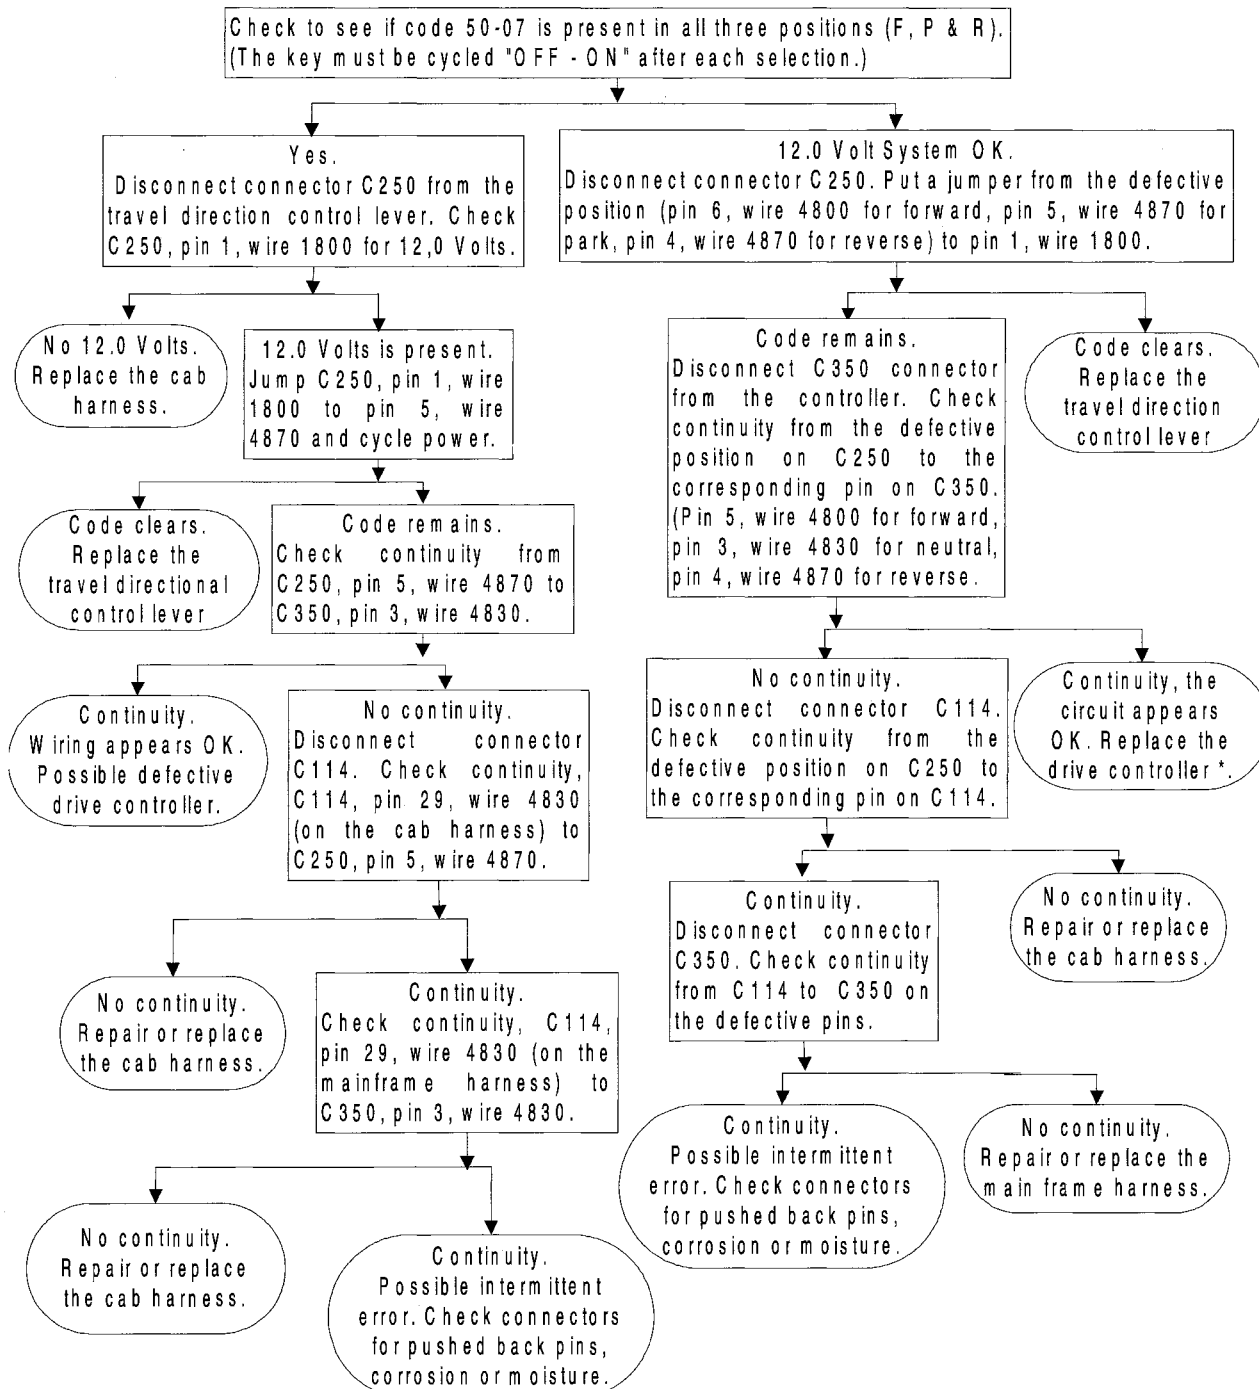 Check to see if code 50-07 is present in all three positions (F, P & R).
(The key must be cycled "OFF - ON" after each selection.)
Yes.
Disconnect connector C250 from the
travel direction control lever. Check
C250, pin 1, wire 1800 for 12,0 Volts.
12.0 Volt System OK.
Disconnect connector C250. Put a jumper from the defective
position (pin 6, wire 4800 for forward, pin 5, wire 4870 for
park, pin 4, wire 4870 for reverse) to pin 1, wire 1800.
No 12.0 Volts.
Replace the cab
harness.
12.0 Volts is present.
Jump C250, pin 1, wire
1800 to pin 5, wire
4870 and cycle power.
Code remains.
Disconnect C350 connector
from the controller. Check
continuity from the defective
position on C250 to the
corresponding pin on C350.
(Pin 5, wire 4800 for forward,
pin 3, wire 4830 for neutral,
pin 4, wire 4870 for reverse.
Code clears.
Replace the
travel direction
control lever
Code clears.
Replace the
travel directional
control lever
Code remains.
Check continuity from
C250, pin 5, wire 4870 to
C350, pin 3, wire 4830.
Continuity.
Wiring appears OK.
Possible defective
drive controller.
No continuity.
Disconnect connector
C114. Check continuity,
C114, pin 29, wire 4830
(on the cab harness) to
C250, pin 5, wire 4870.
No continuity.
Disconnect connector C114.
Check continuity from the
defective position on C250 to
the corresponding pin on C114.
Continuity, the
circuit appears
OK. Replace the
drive controller *.
Continuity.
Disconnect connector
C350. Check continuity
from C114 to C350 on
the defective pins.
No continuity.
Repair or replace
the cab harness.
No continuity.
Repair or replace
the cab harness.
Continuity.
Check continuity, C114,
pin 29, wire 4830 (on the
mainframe harness) to
C350, pin 3, wire 4830.
Continuity.
Possible intermittent
error. Check connectors
for pushed back pins,
corrosion or moisture.
No continuity.
Repair or replace the
main frame harness.
No continuity.
Repair or replace
the cab harness.
Continuity.
Possible intermittent
error. Check connectors
for pushed back pins,
corrosion or moisture.